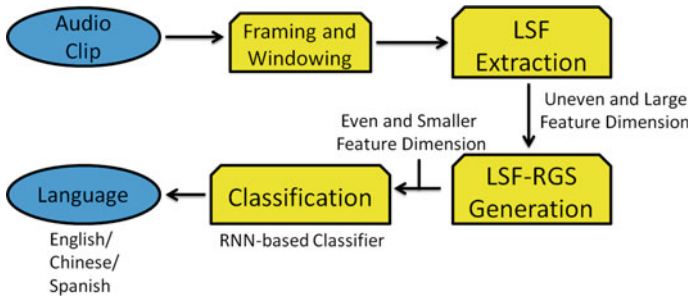 Audio
Clip
Framing and
Windowing
LSF
Extraction
Uneven and Large
Feature Dimension
Even and Smaller
Feature Dimension
LSF-RGS
Generation
Classification
RNN-based Classifier
Language
English/
Chinese/
Spanish